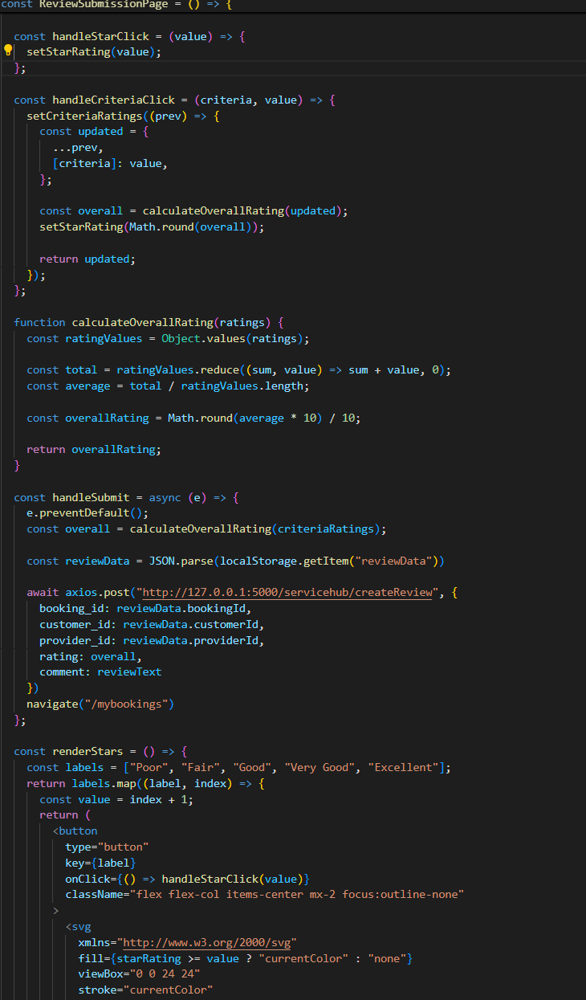 const ReviewSubmissionPage = () => {
const handleStarClick = (value) => {
setStarRating(value);
};
const handleCriteriaClick = (criteria, value) => {
setCriteriaRatings((prev) => {
const updated = {
...prev,
[criteria]: value,
};
const overall = calculateOverallRating(updated);
setStarRating(Math.round(overall));
return updated;
});
};
function calculateOverallRating(ratings) {
const ratingValues = Object.values(ratings);
const total = ratingValues.reduce((sum, value) => sum + value, 0);
const average = total / ratingValues.length;
const overallRating = Math.round(average * 10) / 10;
return overallRating;
}
const handleSubmit = async (e) => {
e.preventDefault();
const overall = calculateOverallRating(criteriaRatings);
const reviewData = JSON.parse(localStorage.getItem("reviewData"))
await axios.post("http://127.0.0.1:5000/servicehub/createReview", {
booking_id: reviewData.bookingId,
customer_id: reviewData.customerId,
provider_id: reviewData.providerId,
rating: overall,
comment: reviewText
})
navigate("/mybookings")
};
const renderStars = () => {
const labels = ["Poor", "Fair", "Good", "Very Good", "Excellent"];
return labels.map((label, index) => {
const value = index + 1;
return (
<button
type="button"
key={label}
onClick={() => handleStarClick(value)}
className="flex flex-col items-center mx-2 focus:outline-none"
>
<svg
xmlns="http://www.w3.org/2000/svg"
fill={starRating >= value ? "currentColor" : "none"}
viewBox="0 0 24 24"
stroke="currentColor"